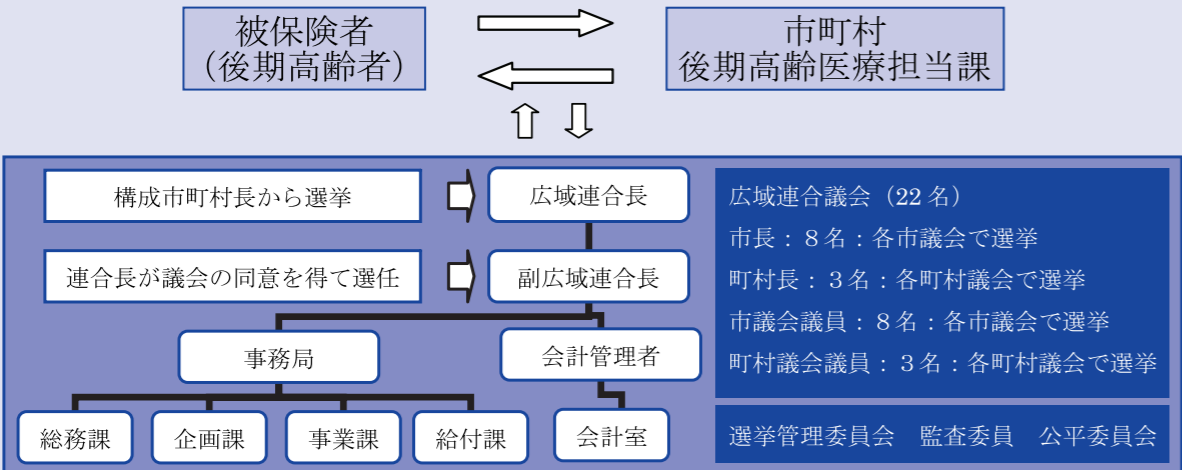 被保険者
（後期高齢者）
市町村
後期高齢医療担当課
構成市町村長から選挙
広域連合長
連合長が議会の同意を得て選任
副広域連合長
事務局
会計管理者
総務課
企画課
事業課
給付課
会計室
広域連合議会（22 名）
市長：８名：各市議会で選挙
町村長：３名：各町村議会で選挙
市議会議員：８名：各市議会で選挙
町村議会議員：３名：各町村議会で選挙
選挙管理委員会　監査委員　公平委員会